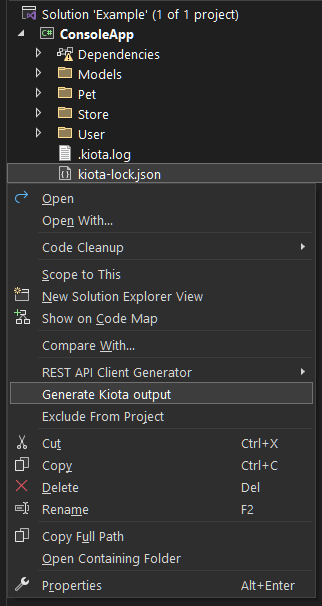 Solution 'Example' (1 of 1 project)
C# ConsoleApp
Dependencies
Models
Pet
Store
User
.kiota.log
kiota-lock.json
Open
Open With...
Code Cleanup
Scope to This
New Solution Explorer View
Show on Code Map
Compare With...
REST API Client Generator
Generate Kiota output
Exclude From Project
Cut Ctrl+X
Copy Ctrl+C
Delete Del
Rename F2
Copy Full Path
Open Containing Folder
Properties Alt+Enter